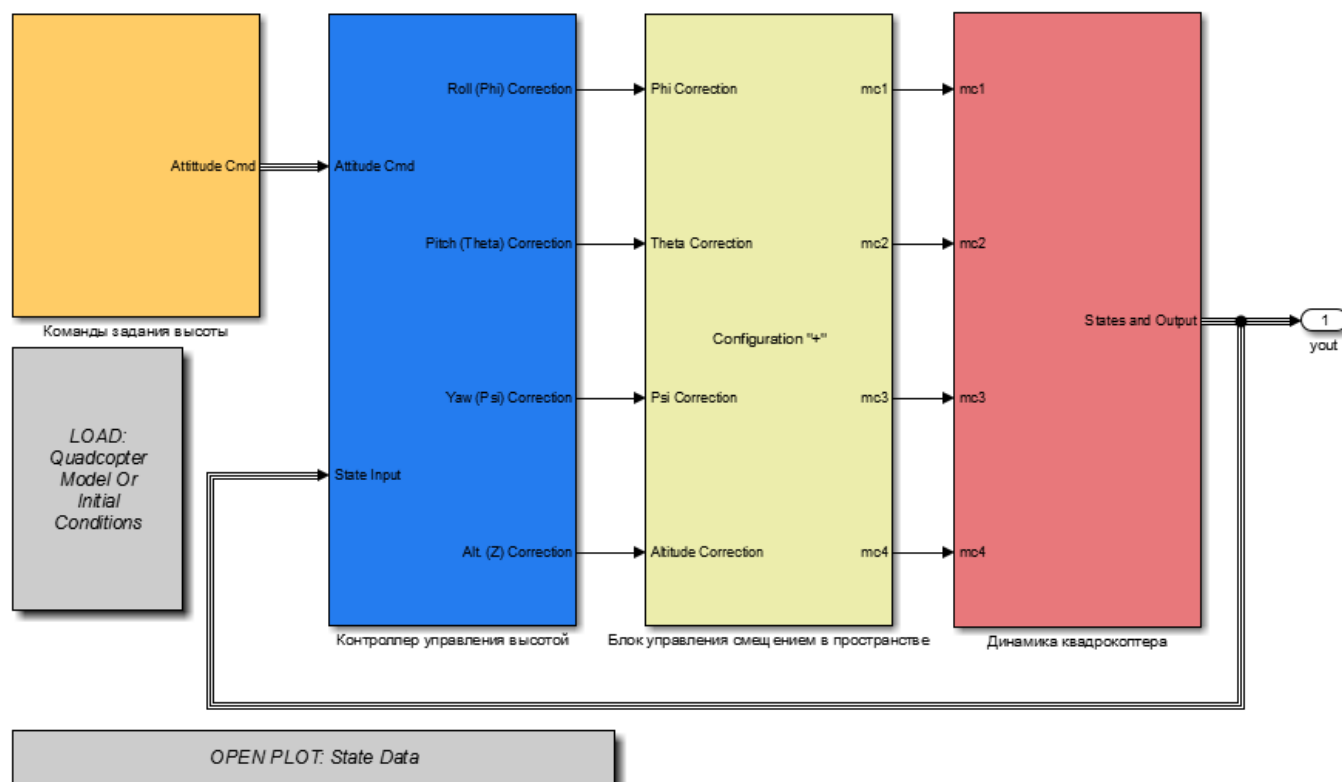 Attittude Cmd
Команды задания высоты
LOAD:
Quadcopter
Model Or
Initial
Conditions
Roll (Phi) Correction
Attitude Cmd
Pitch (Theta) Correction
Yaw (Psi) Correction
State Input
Alt. (Z) Correction
Контроллер управления высотой
Phi Correction
mc1
Theta Correction
mc2
Configuration "+"
Psi Correction
mc3
Altitude Correction
mc4
Блок управления смещением в пространстве
mc1
mc2
States and Output
mc3
mc4
Динамика квадрокоптера
1
yout
OPEN PLOT: State Data